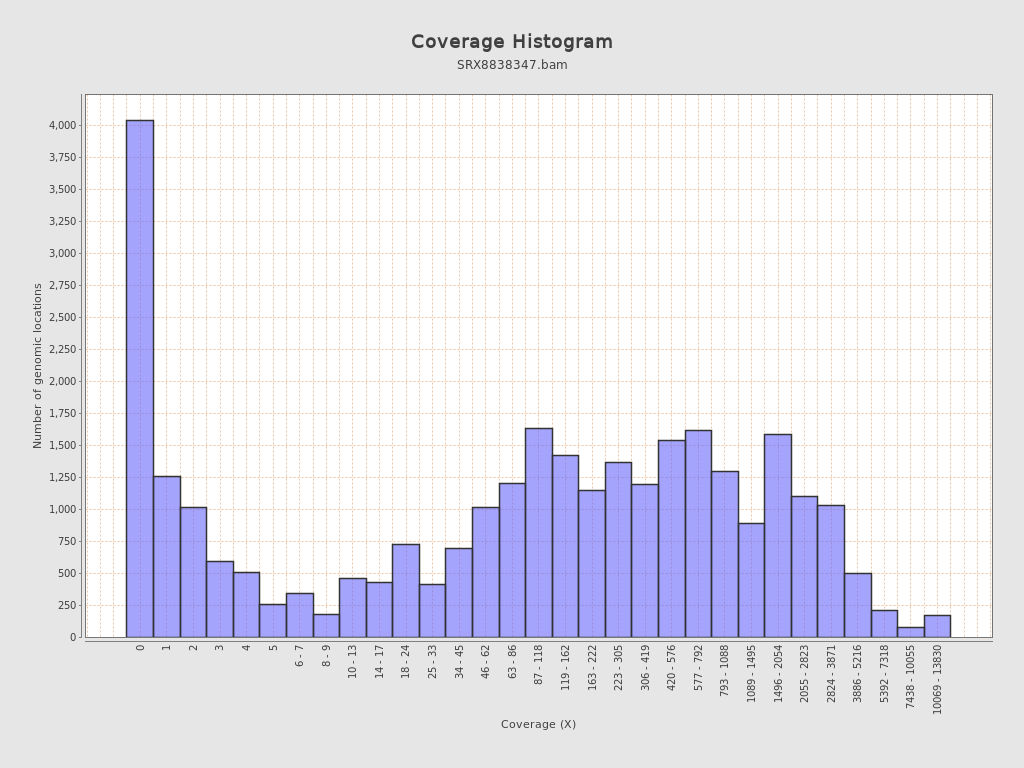 Coverage Histogram
SRX8838347.bam
Number of genomic locations
4,000
3,750
3,500
3,250
3,000
2,750
2,500
2,250
2,000
1,750
1,500
1,250
1,000
750
500
250
0
0
1
2
3
4
5
6 - 7
8 - 9
10 - 13
14 - 17
18 - 24
25 - 33
34 - 45
46 - 62
63 - 86
87 - 118
119 - 162
163 - 222
223 - 305
306 - 419
420 - 576
577 - 792
793 - 1088
1089 - 1495
1496 - 2054
2055 - 2823
2824 - 3871
3886 - 5216
5392 - 7318
7438 - 10055
10069 - 13830
Coverage (X)